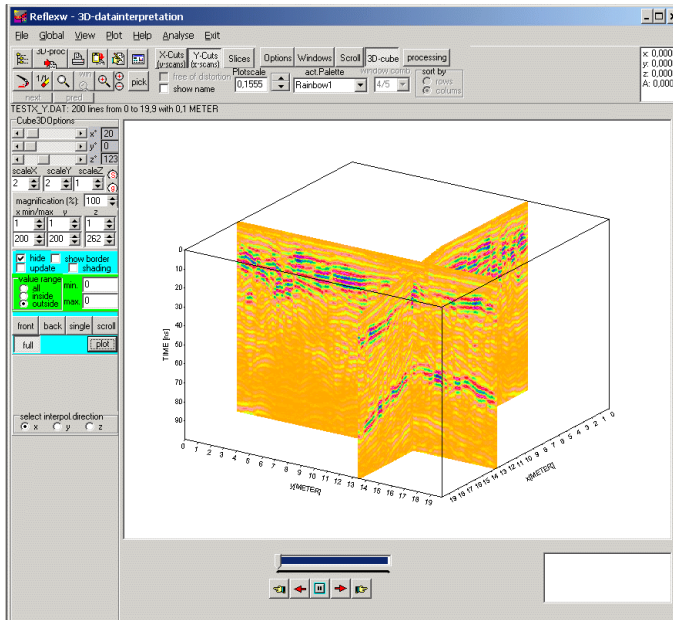 Reflexw - 3D-datainterpretation
File Global View Plot Help Analyse Exit
3D-proc
X-Cuts (y-scans) Y-Cuts (x-scans) Slices Options Windows Scroll 3D-cube processing
x: 0,000
y: 0,000
z: 0,000
A: 0,000
pick
free of distortion Plotscale act.Palette window comb. sort by
show name 0,1555 Rainbow1 4/5 rows
colums
next pred
TESTX_Y.DAT: 200 lines from 0 to 19,9 with 0,1 METER
Cube3DOptions
x° 20
y° 0
z° 123
scaleX scaleY scaleZ
2 2 1
magnification (%): 100
x min/max y z
1 1 1
200 200 262
hide show border
update shading
value range
all min 0
inside
outside max. 0
front back single scroll
full plot
select interpol.direction
x y z
TIME [ns]
0
10
20
30
40
50
60
70
80
90
0 1 2 3 4 5 6 7 8 9 10 11 12 13 14 15 16 17 18 19
y[METER]
19 18 17 16 15 14 13 12 11 10 9 8 7 6 5 4 3 2 1 0
x[METER]